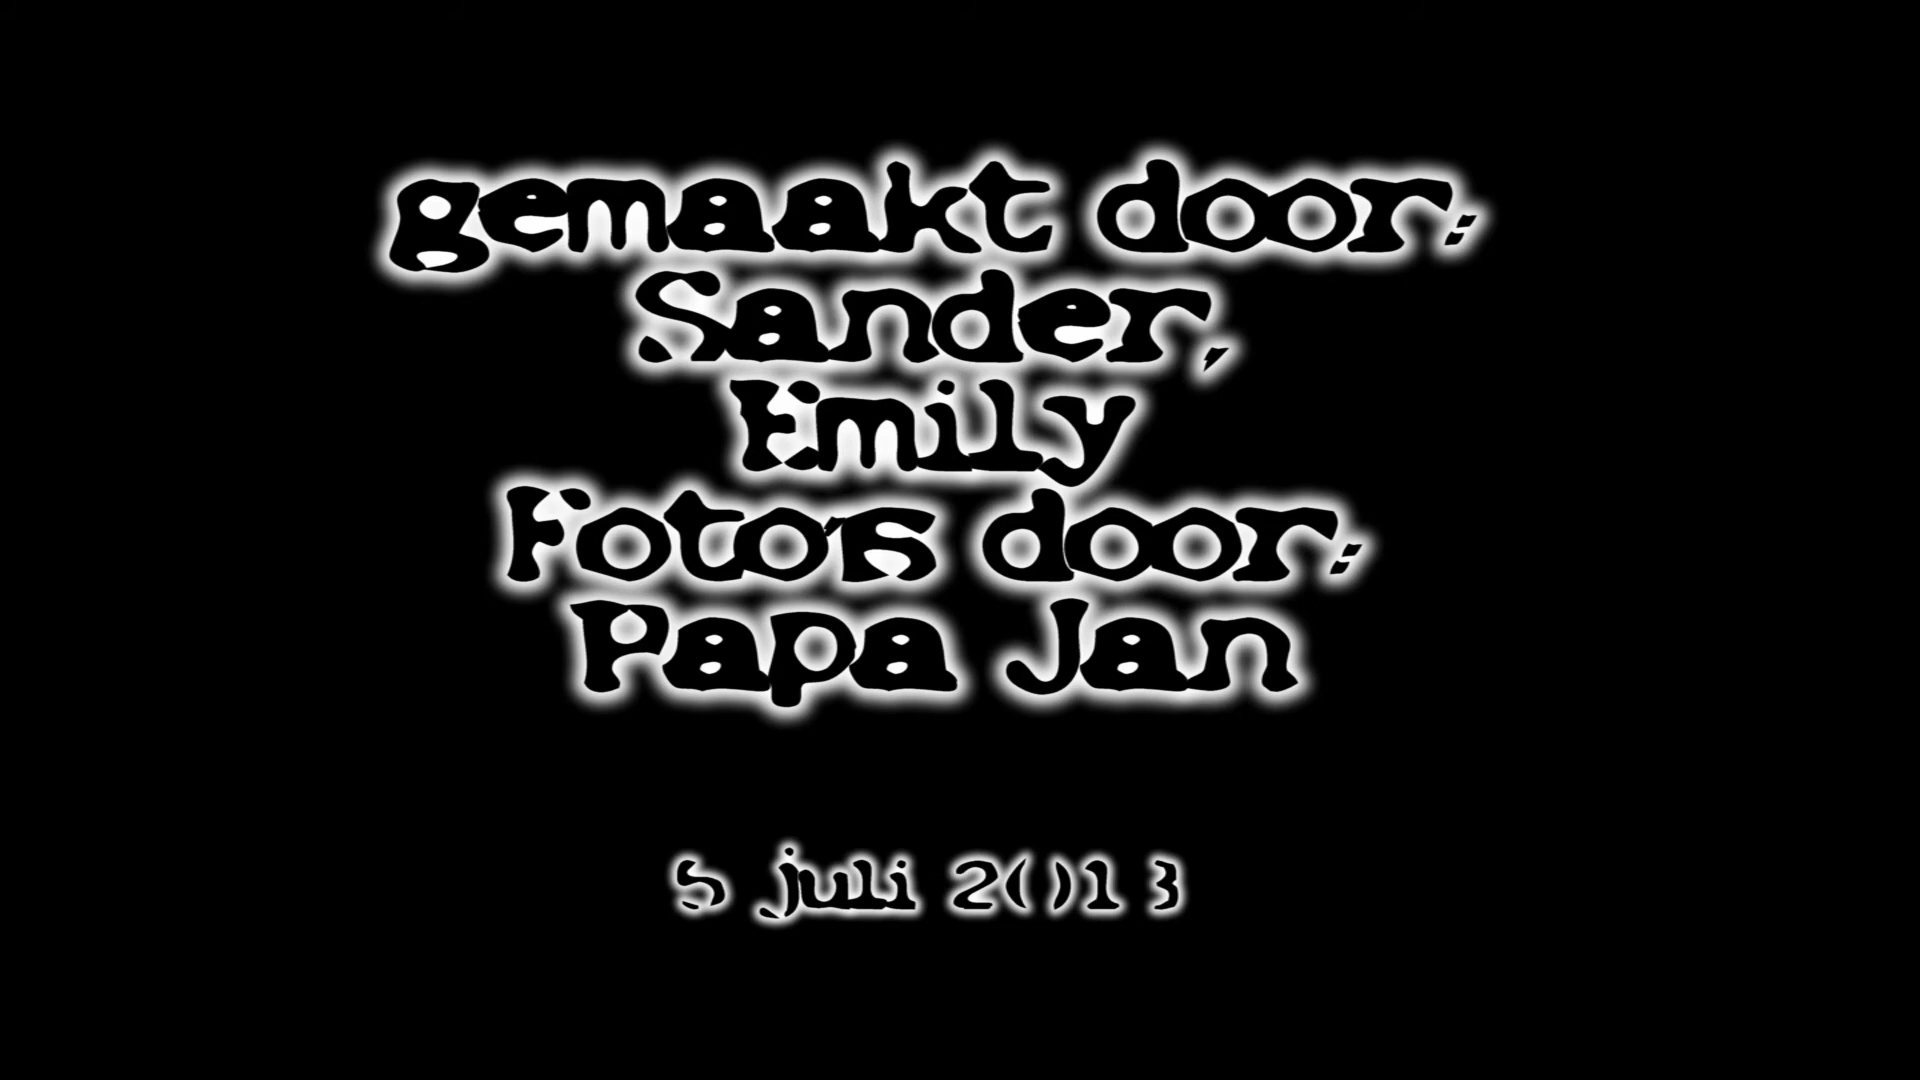 gemaakt door:
Sander,
Emily
Foto's door:
Papa Jan
5 juli 2013